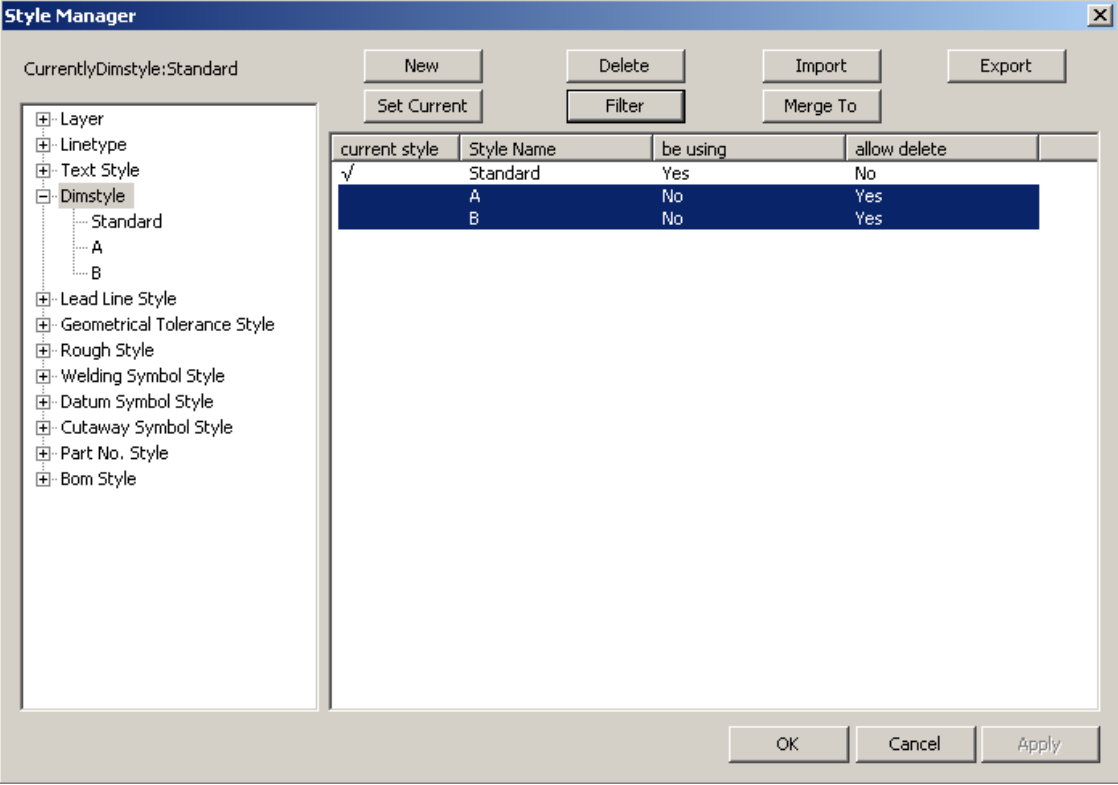 Style Manager
CurrentlyDimstyle:Standard
New Delete Import Export
Set Current Filter Merge To
Layer
Linetype
Text Style
Dimstyle
Standard
A
B
Lead Line Style
Geometrical Tolerance Style
Rough Style
Welding Symbol Style
Datum Symbol Style
Cutaway Symbol Style
Part No. Style
Bom Style
current style Style Name be using allow delete
√ Standard Yes No
A No Yes
B No Yes
OK Cancel Apply